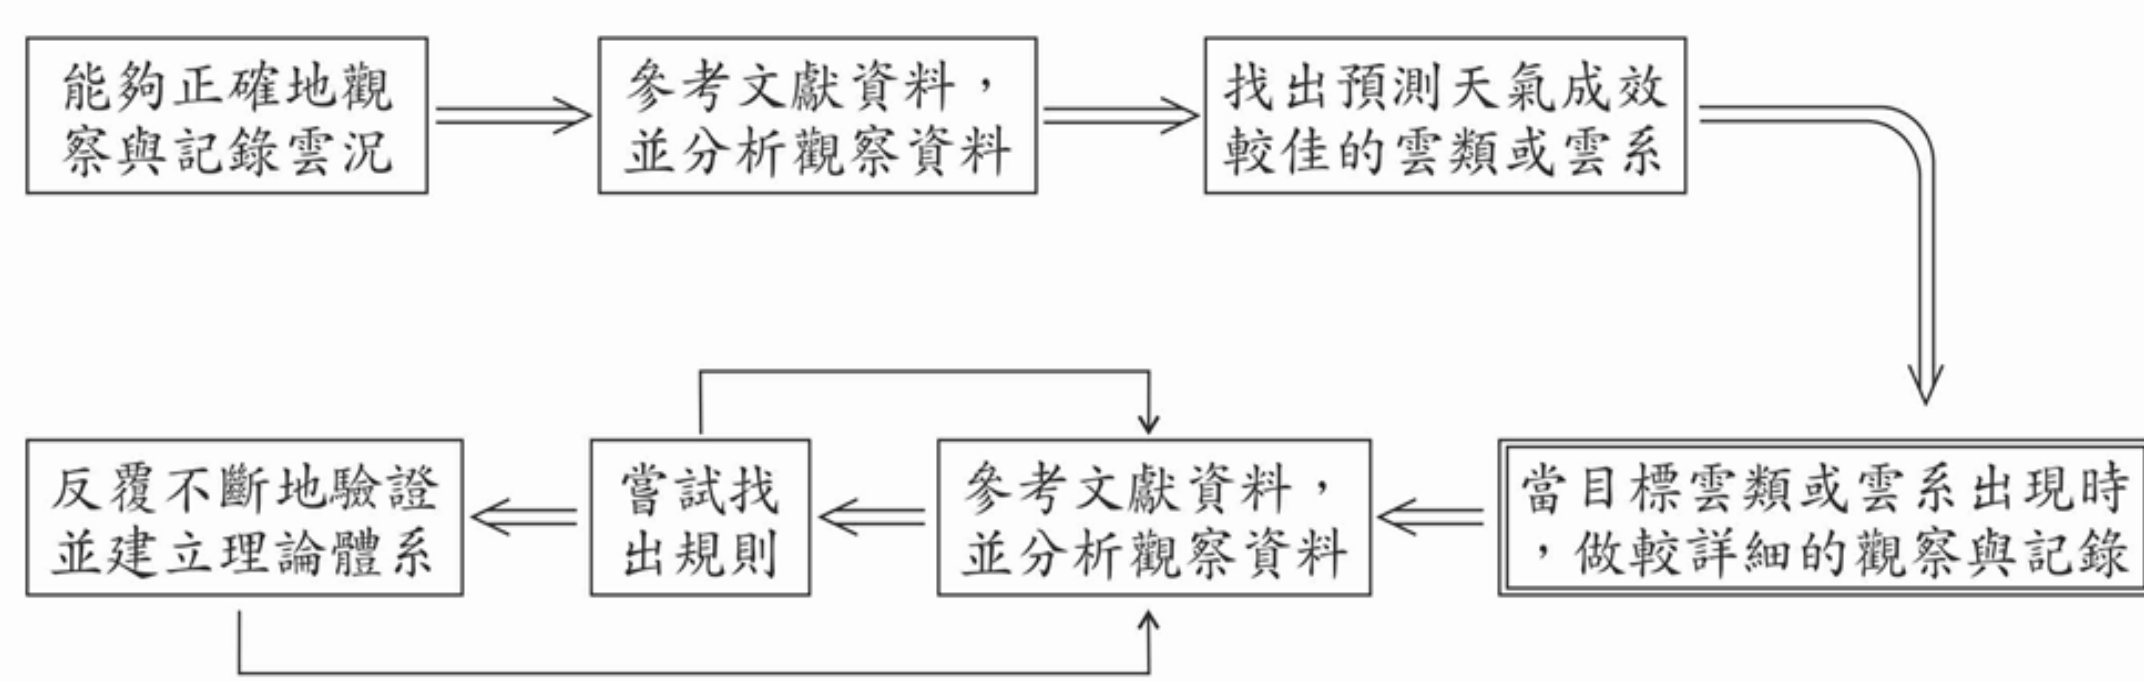 能夠正確地觀
察與記錄雲況
參考文獻資料，
並分析觀察資料
找出預測天氣成效
較佳的雲類或雲系
當目標雲類或雲系出現時
，做較詳細的觀察與記錄
參考文獻資料，
並分析觀察資料
嘗試找
出規則
反覆不斷地驗證
並建立理論體系